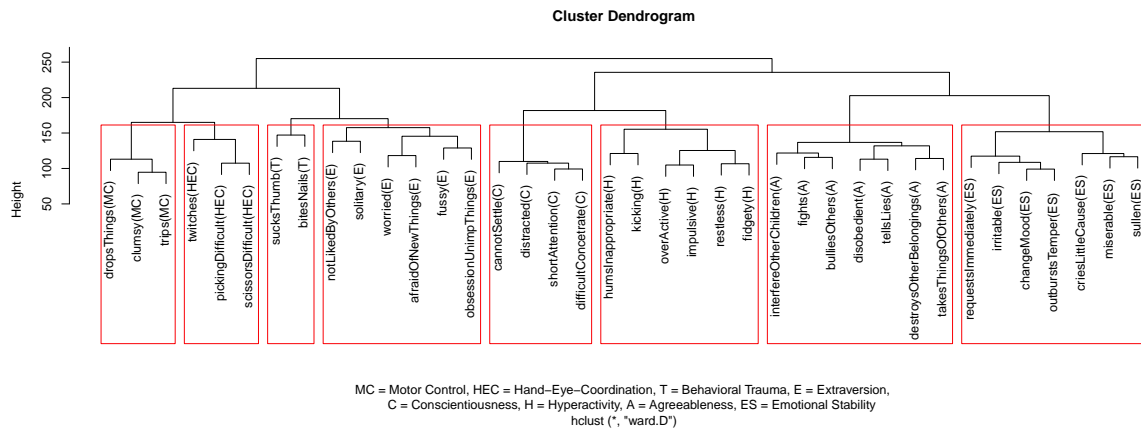 Cluster Dendrogram
Height
50
100
150
200
250
dropsThings(MC)
clumsy(MC)
trips(MC)
twitches(HEC)
pickingDifficult(HEC)
scissorsDifficult(HEC)
sucksThumb(T)
bitesNails(T)
notLikedByOthers(E)
solitary(E)
worried(E)
afraidOfNewThings(E)
fussy(E)
obsessionUnimpThings(E)
cannotSettle(C)
distracted(C)
shortAttention(C)
difficultConcetrate(C)
humsInappropriate(H)
kicking(H)
overActive(H)
impulsive(H)
restless(H)
fidgety(H)
interfereOtherChildren(A)
fights(A)
bulliesOthers(A)
disobedient(A)
tellsLies(A)
destroysOtherBelongings(A)
takesThingsOfOthers(A)
requestsImmediately(ES)
irritable(ES)
changeMood(ES)
outburstsTemper(ES)
criesLittleCause(ES)
miserable(ES)
sullen(ES)
MC = Motor Control, HEC = Hand−Eye−Coordination, T = Behavioral Trauma, E = Extraversion,
C = Conscientiousness, H = Hyperactivity, A = Agreeableness, ES = Emotional Stability
hclust (*, "ward.D")